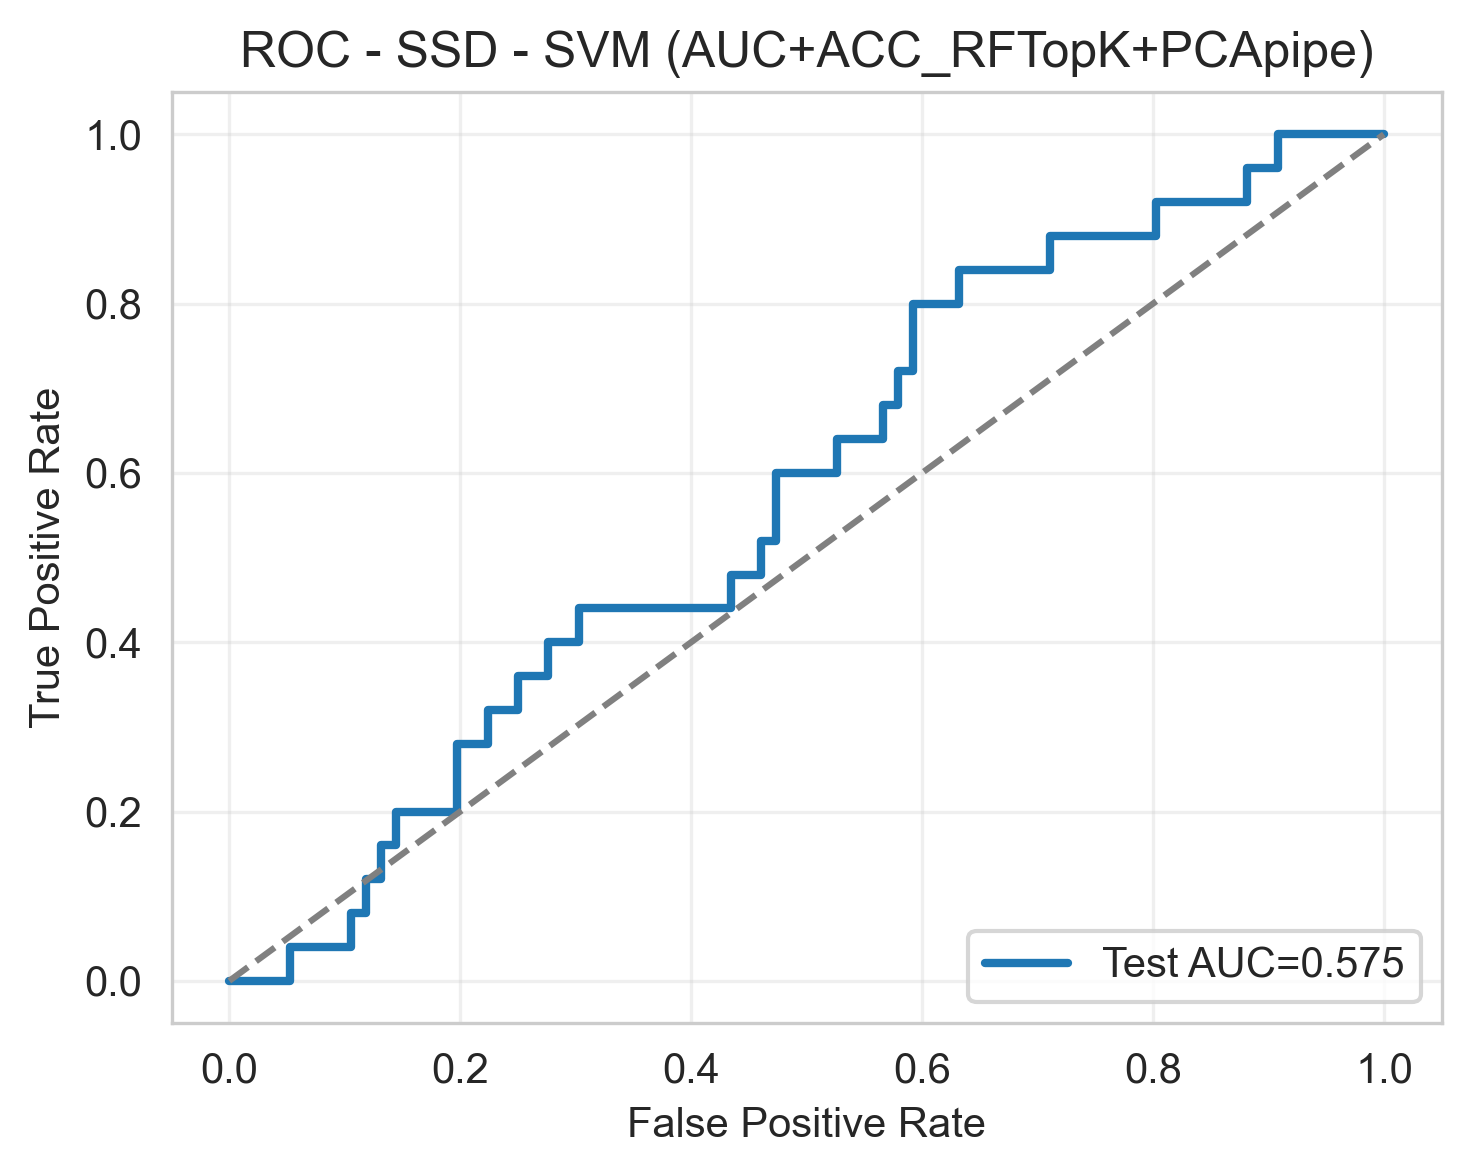 ROC - SSD - SVM (AUC+ACC_RFTopK+PCApipe)
True Positive Rate
1.0
0.8
0.6
0.4
0.2
0.0
Test AUC=0.575
0.0 0.2 0.4 0.6 0.8 1.0
False Positive Rate